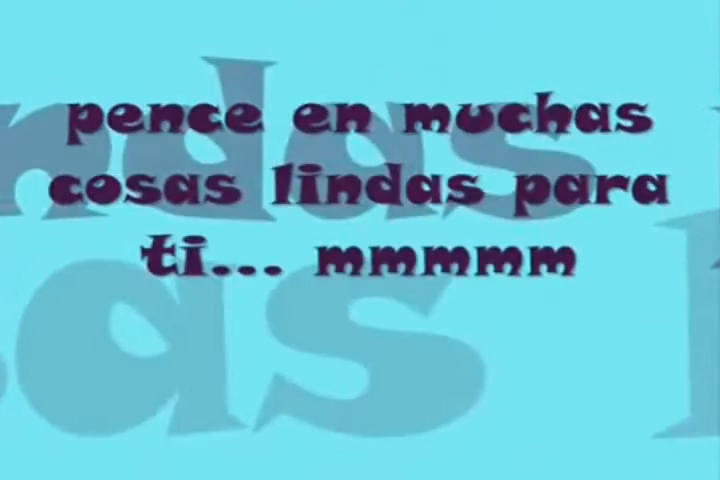 pence en muchas
cosas lindas para
ti... mmmmm